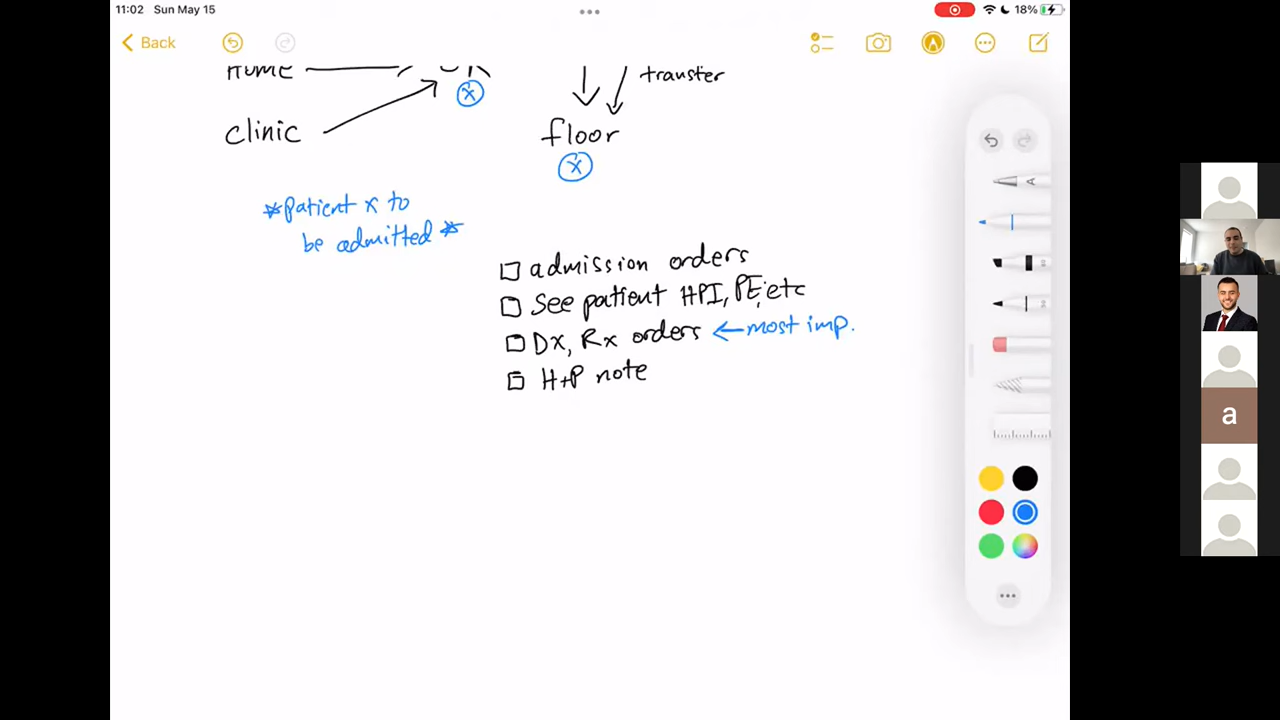 11:02 Sun May 15
18%
Back
Home
OR
transfer
clinic
x
floor
x
*patient x to
be admitted*
admission orders
See patient HPI, PE, etc
Dx, Rx orders ← most imp.
H+P note
A
a